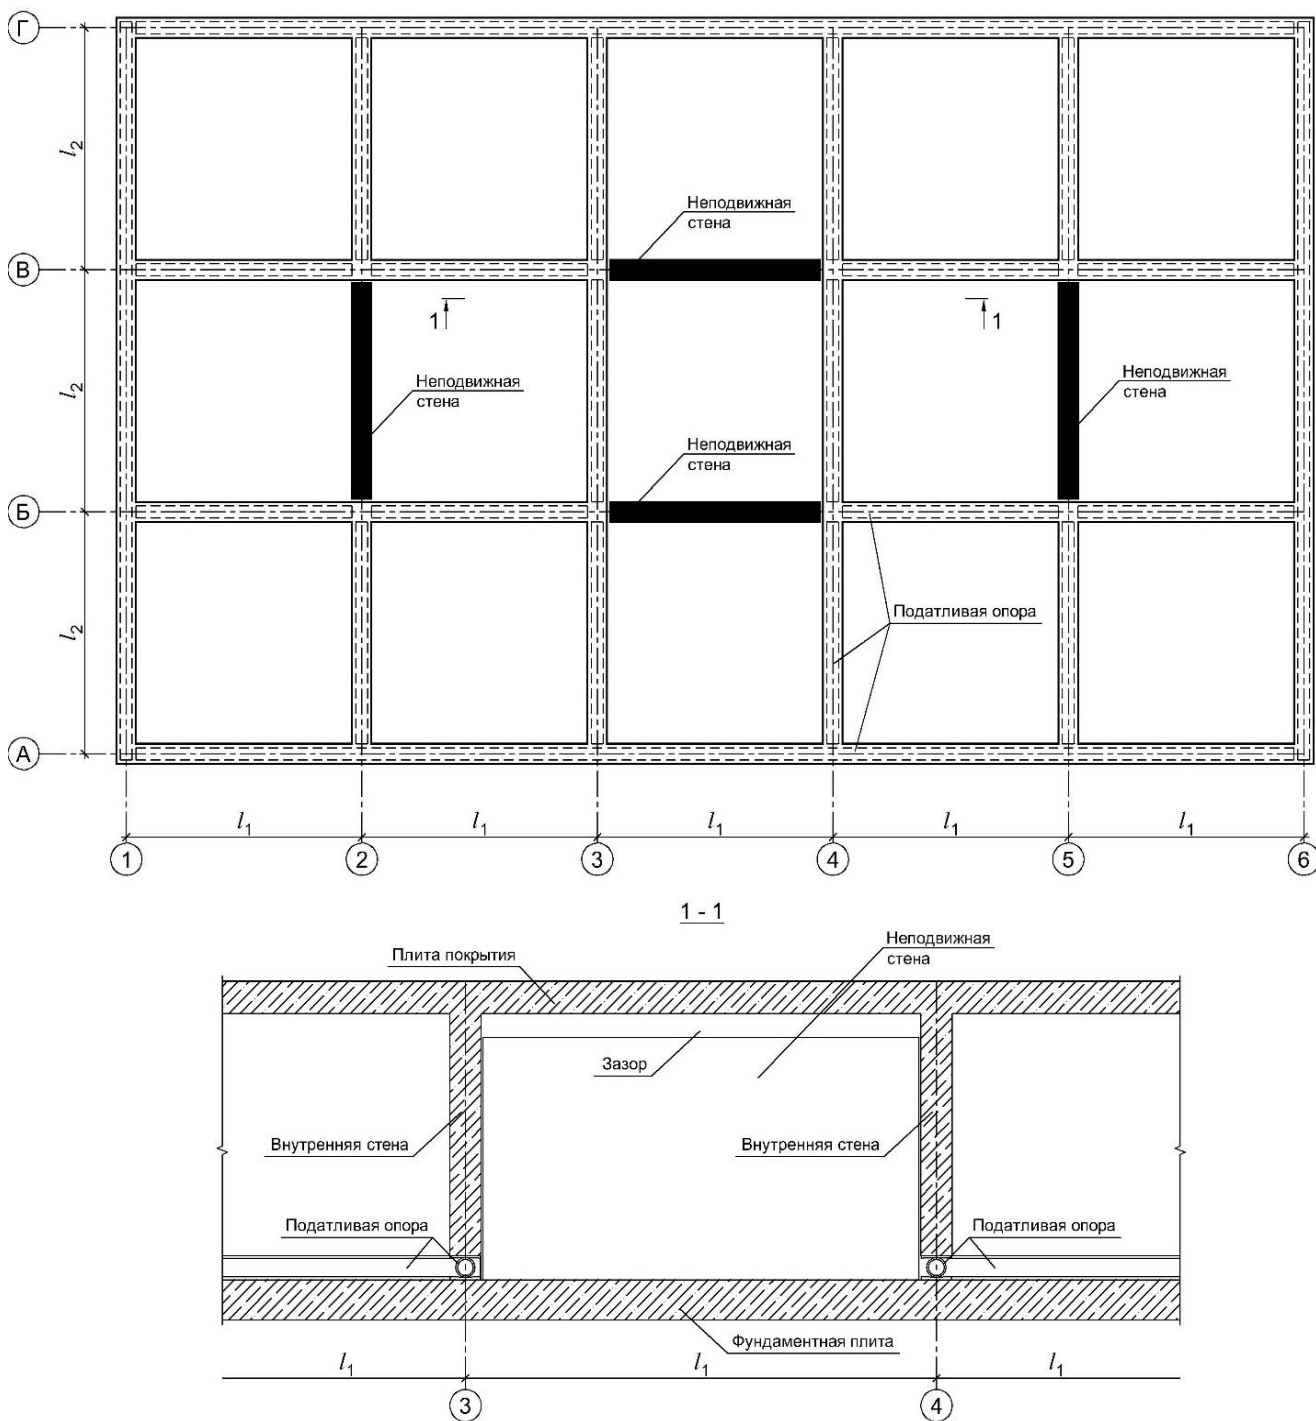 Г
l2
Неподвижная
стена
В
1
1
l2
Неподвижная
стена
Неподвижная
стена
Неподвижная
стена
Б
l2
Податливая опора
А
l1
l1
l1
l1
l1
1
2
3
4
5
6
1 - 1
Неподвижная
стена
Плита покрытия
Зазор
Внутренняя стена
Внутренняя стена
Податливая опора
Податливая опора
Фундаментная плита
l1
l1
l1
3
4